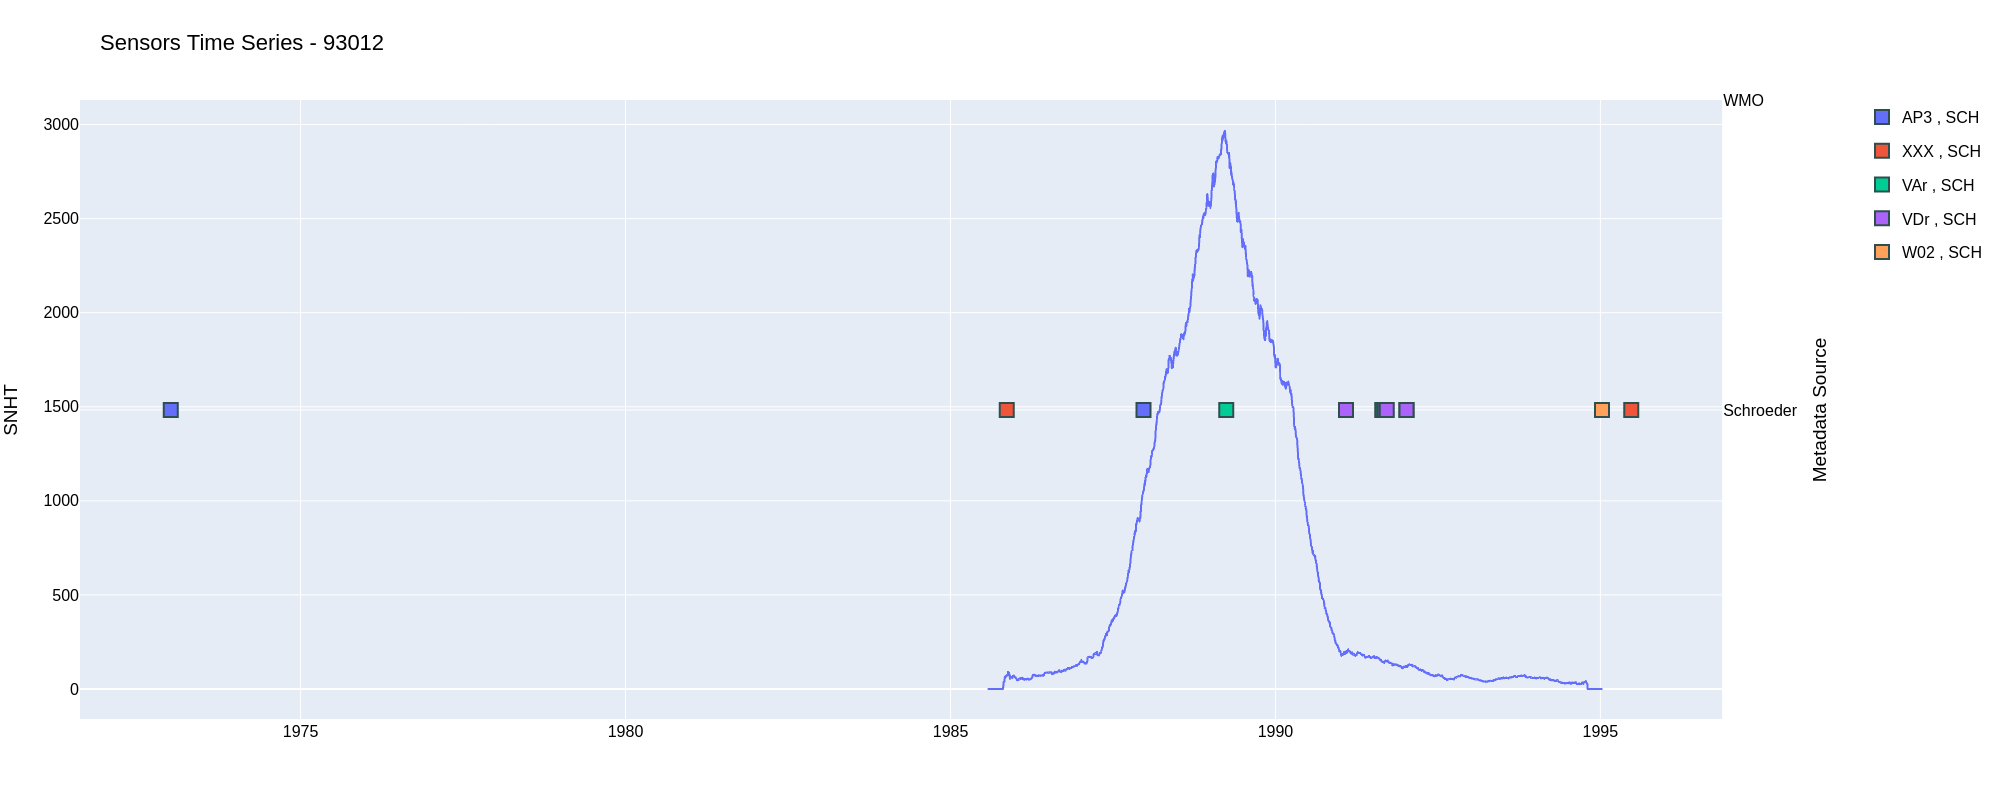 Sensors Time Series - 93012
WMO
AP3 , SCH
XXX , SCH
VAr , SCH
VDr , SCH
W02 , SCH
3000
2500
2000
1500
1000
500
0
SNHT
Schroeder
Metadata Source
1975
1980
1985
1990
1995